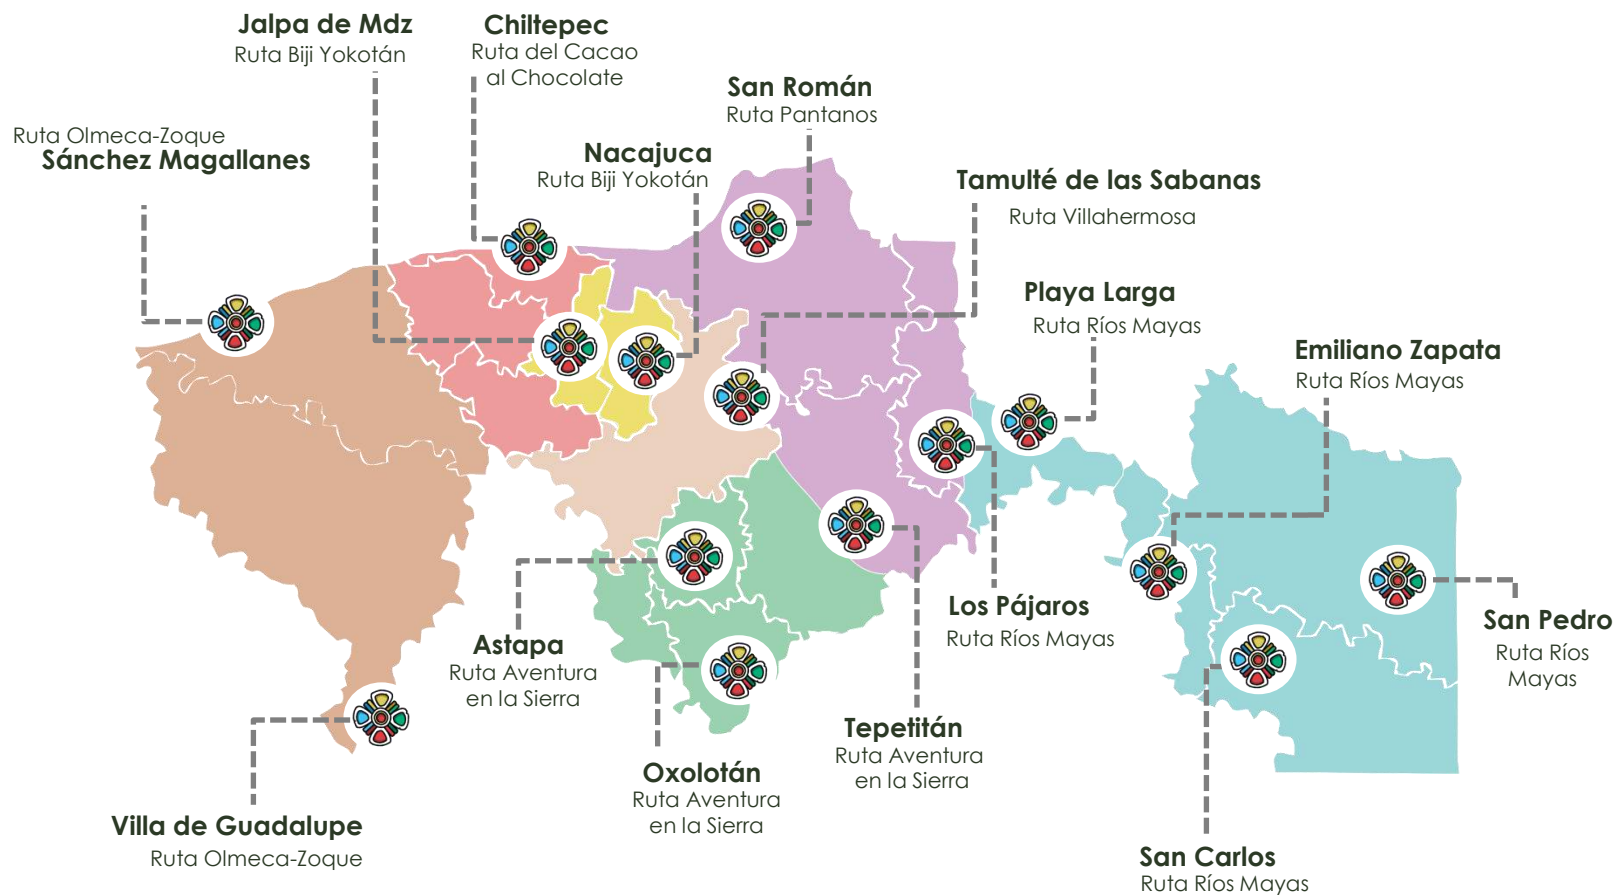 Jalpa de Mdz
Ruta Biji Yokotán
Chiltepec
Ruta del Cacao
al Chocolate
San Román
Ruta Pantanos
Ruta Olmeca-Zoque
Sánchez Magallanes
Nacajuca
Ruta Biji Yokotán
Tamulté de las Sabanas
Ruta Villahermosa
Playa Larga
Ruta Ríos Mayas
Emiliano Zapata
Ruta Ríos Mayas
Los Pájaros
Ruta Ríos Mayas
San Pedro
Ruta Ríos
Mayas
Astapa
Ruta Aventura
en la Sierra
Tepetitán
Ruta Aventura
en la Sierra
Oxolotán
Ruta Aventura
en la Sierra
Villa de Guadalupe
Ruta Olmeca-Zoque
San Carlos
Ruta Ríos Mayas